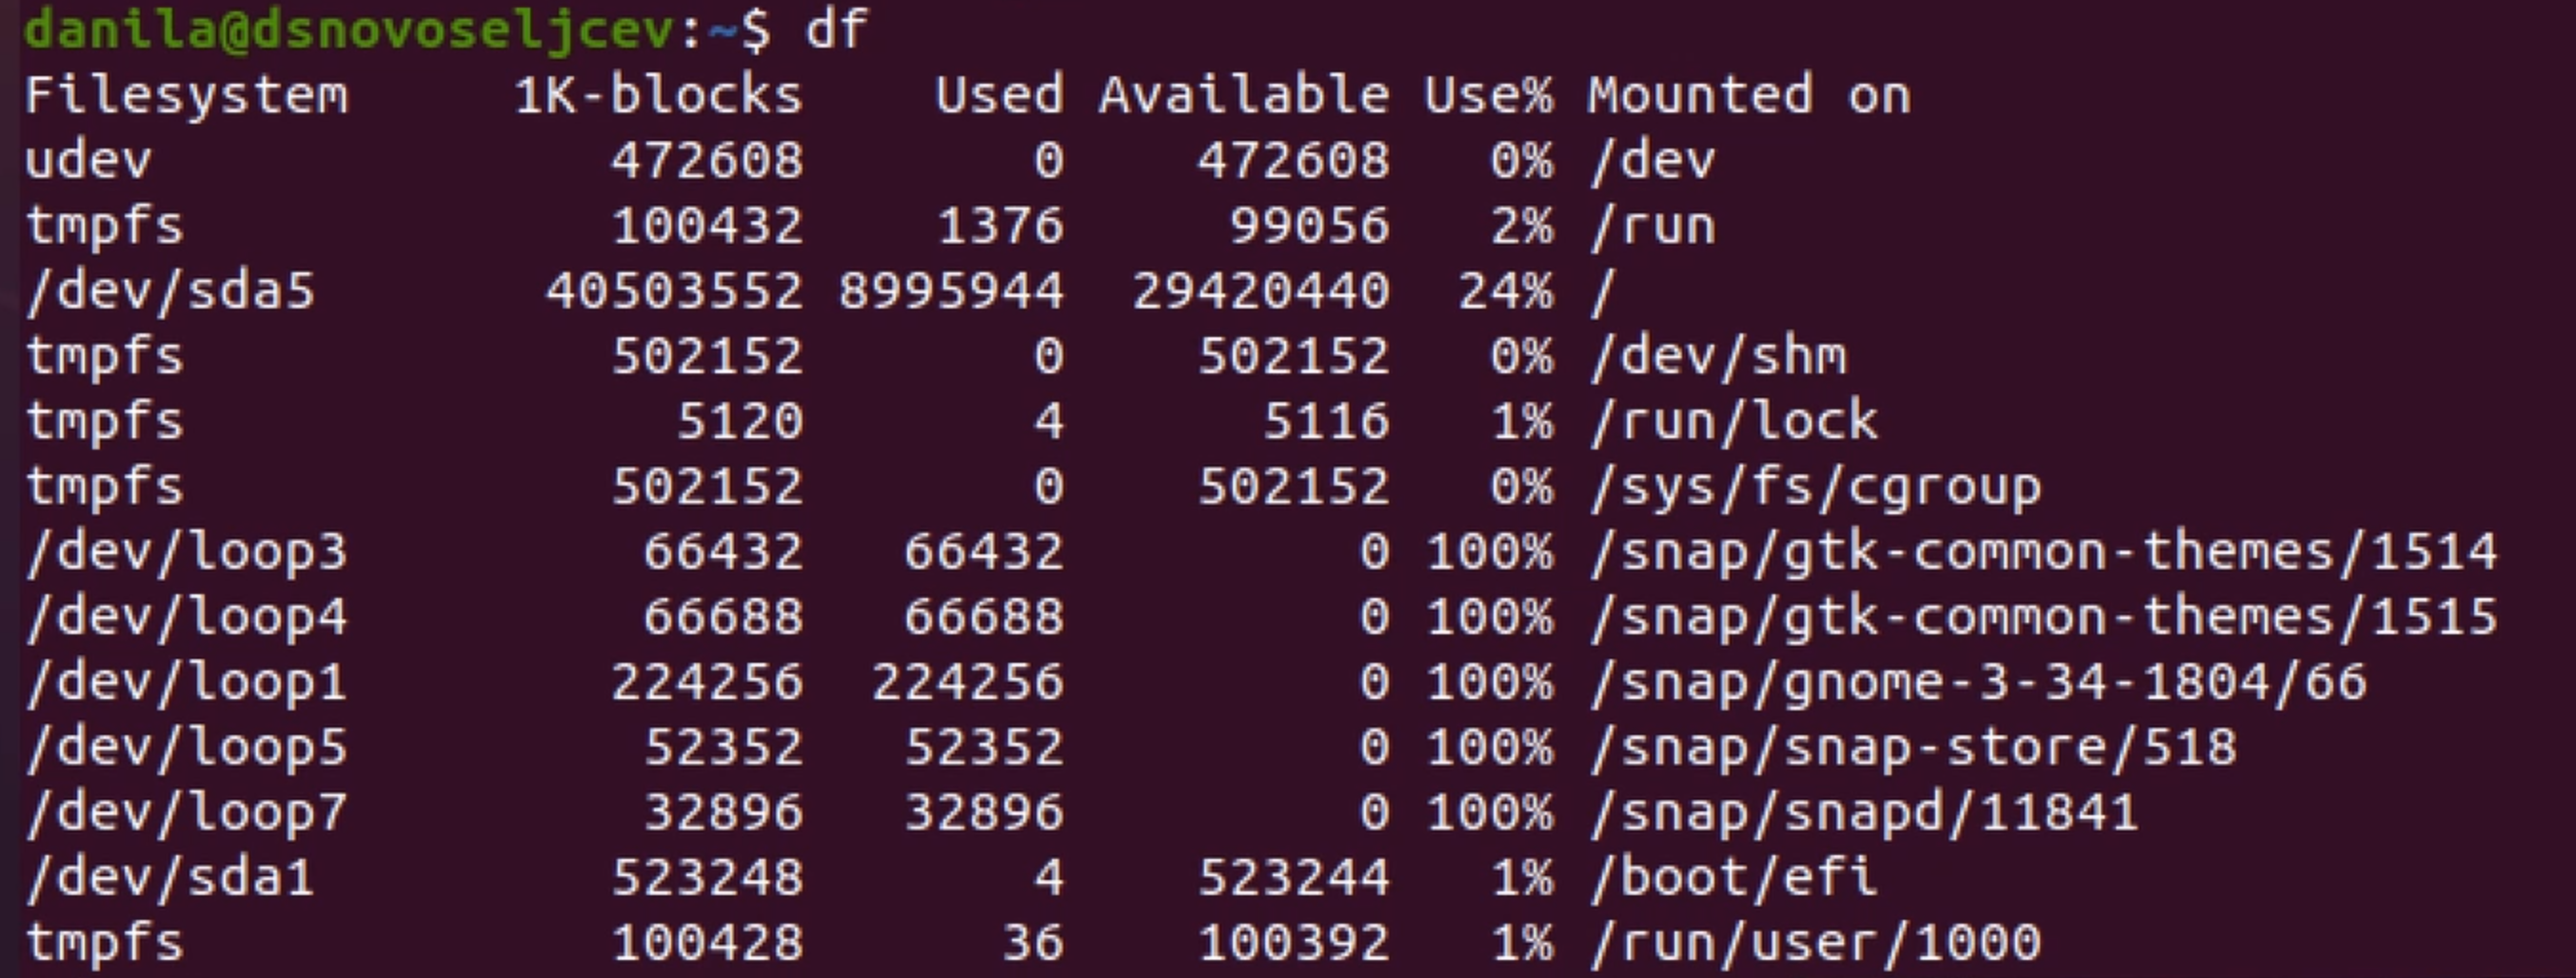 danila@dsnovoseljcev:~$ df
Filesystem     1K-blocks    Used Available Use% Mounted on
udev              472608       0    472608   0% /dev
tmpfs             100432    1376     99056   2% /run
/dev/sda5       40503552 8995944  29420440  24% /
tmpfs             502152       0    502152   0% /dev/shm
tmpfs               5120       4      5116   1% /run/lock
tmpfs             502152       0    502152   0% /sys/fs/cgroup
/dev/loop3         66432   66432         0 100% /snap/gtk-common-themes/1514
/dev/loop4         66688   66688         0 100% /snap/gtk-common-themes/1515
/dev/loop1        224256  224256         0 100% /snap/gnome-3-34-1804/66
/dev/loop5         52352   52352         0 100% /snap/snap-store/518
/dev/loop7         32896   32896         0 100% /snap/snapd/11841
/dev/sda1         523248       4    523244   1% /boot/efi
tmpfs             100428      36    100392   1% /run/user/1000